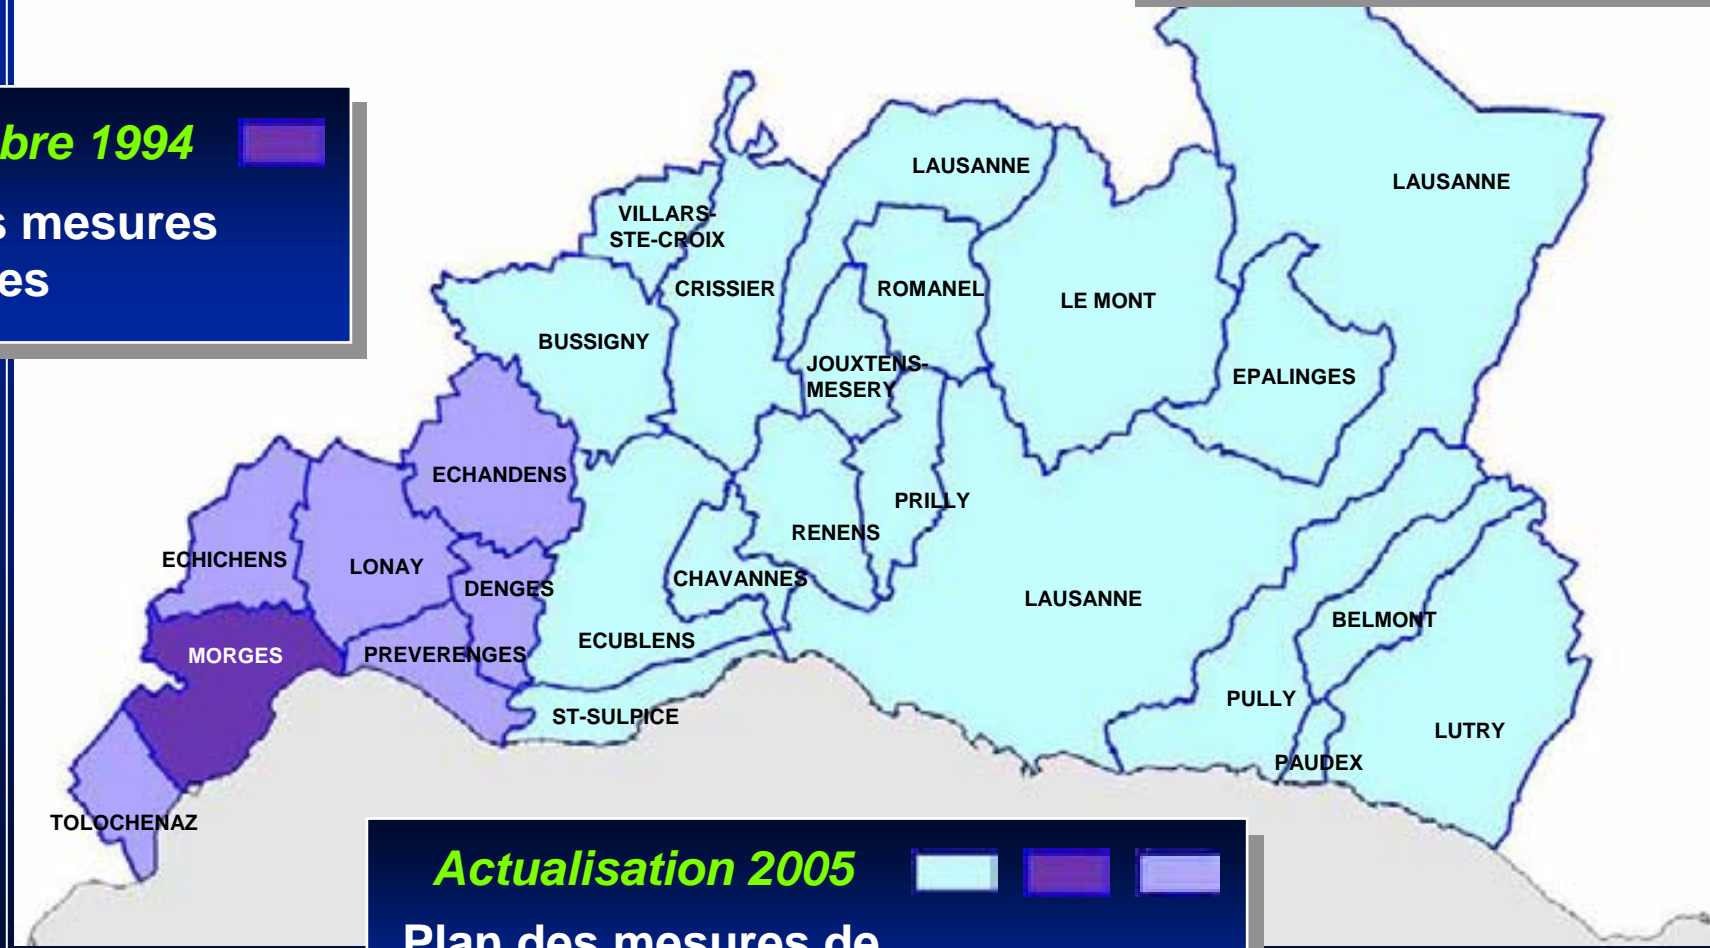 bre 1994
mesures
es
LAUSANNE
LAUSANNE
VILLARS-
STE-CROIX
CRISSIER
ROMANEL
LE MONT
BUSSIGNY
JOUXTENS-
MESERY
EPALINGES
ECHANDENS
PRILLY
RENENS
ECHICHENS
LONAY
DENGES
CHAVANNES
LAUSANNE
BELMONT
ECUBLENS
MORGES
PREVERENGES
PULLY
ST-SULPICE
LUTRY
PAUDEX
TOLOCHENAZ
Actualisation 2005
Plan des mesures de